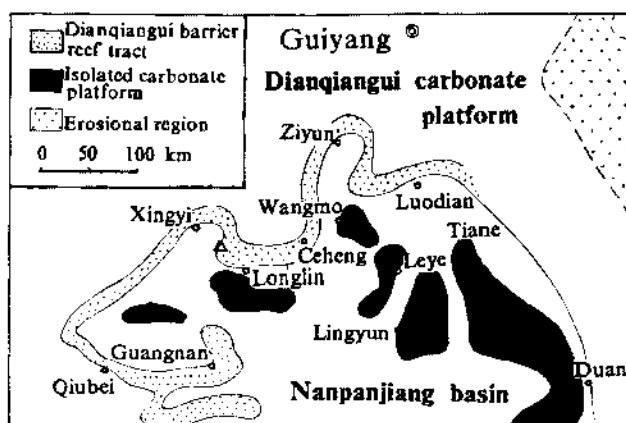 Dianqiangui barrier
reef tract
Isolated carbonate
platform
Erosional region
0 50 100 km
Guiyang
Dianqiangui carbonate
platform
Ziyun
Luodian
Wangmo
Tiane
Xingyi
A
Ceheng
Leye
Longlin
Lingyun
Guangnan
Qiubei
Duan
Nanpanjiang basin